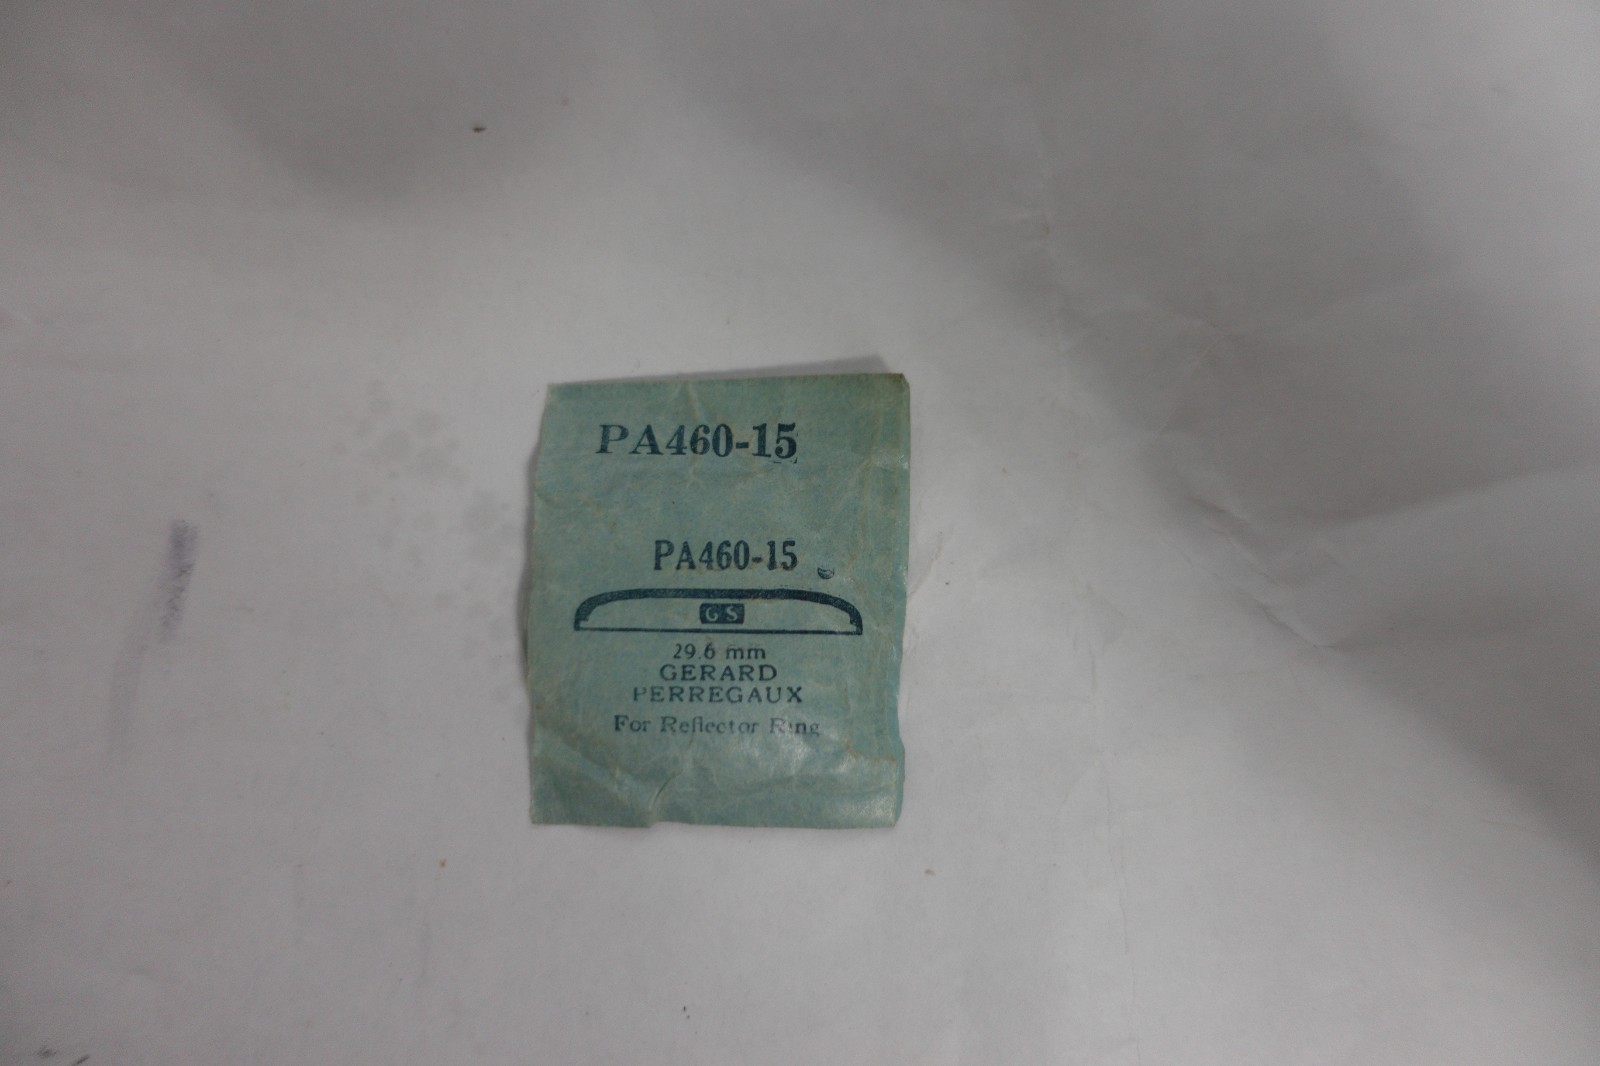 PA460-15
PA460-15
GS
29.6 mm
GERARD
PERREGAUX
For Reflector Ring